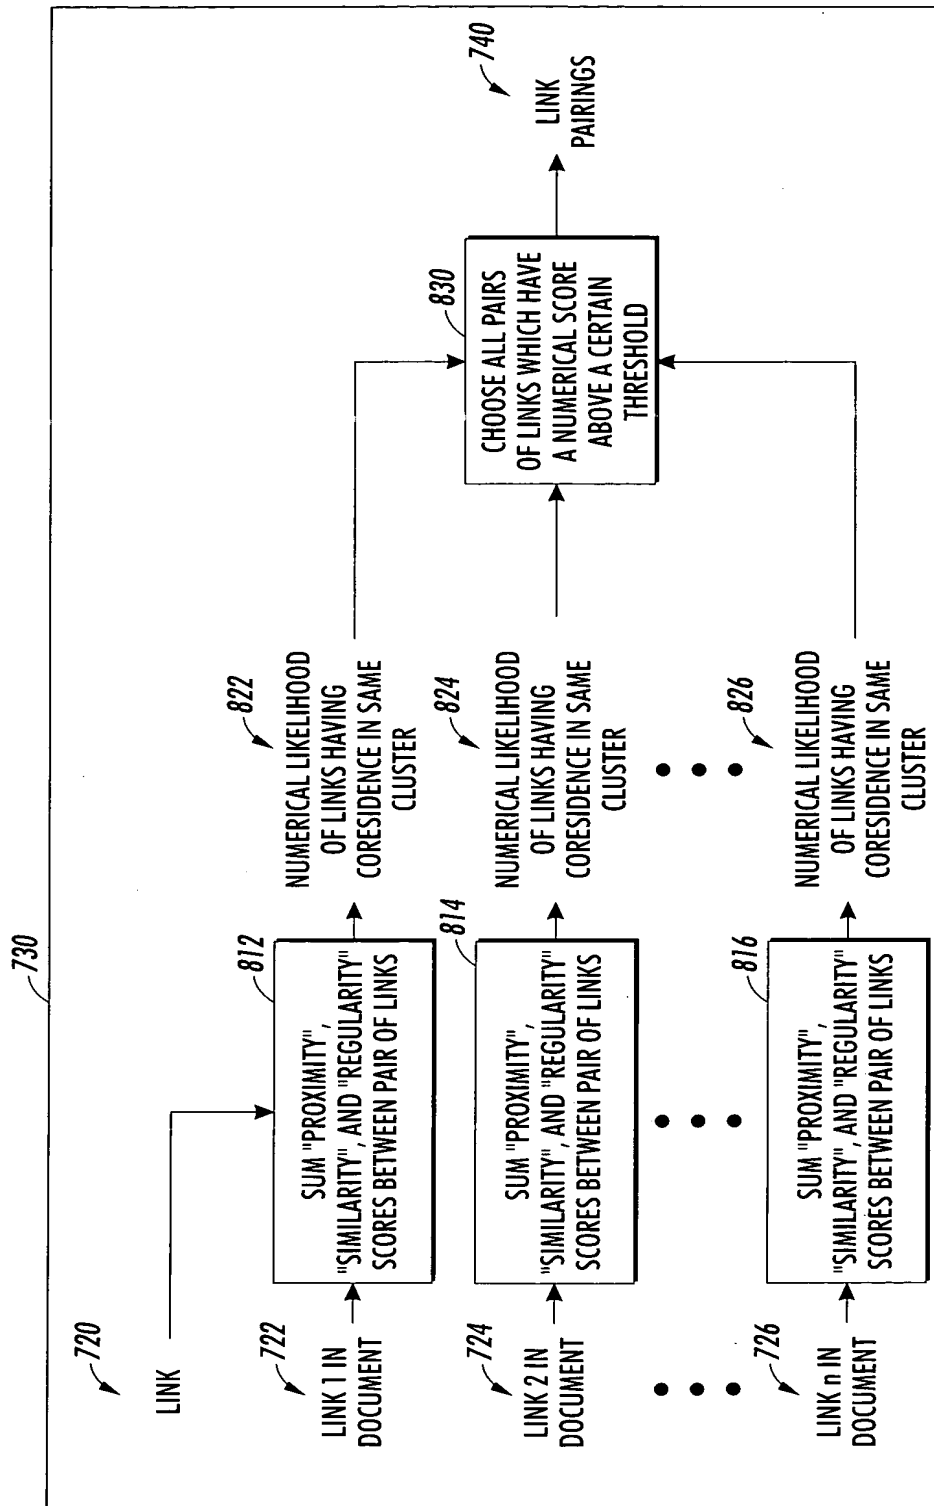 730
720
LINK
722
LINK 1 IN
DOCUMENT
812
SUM "PROXIMITY",
"SIMILARITY", AND "REGULARITY"
SCORES BETWEEN PAIR OF LINKS
822
NUMERICAL LIKELIHOOD
OF LINKS HAVING
CORESIDENCE IN SAME
CLUSTER
724
LINK 2 IN
DOCUMENT
814
SUM "PROXIMITY",
"SIMILARITY", AND "REGULARITY"
SCORES BETWEEN PAIR OF LINKS
824
NUMERICAL LIKELIHOOD
OF LINKS HAVING
CORESIDENCE IN SAME
CLUSTER
830
CHOOSE ALL PAIRS
OF LINKS WHICH HAVE
A NUMERICAL SCORE
ABOVE A CERTAIN
THRESHOLD
740
LINK
PAIRINGS
726
LINK n IN
DOCUMENT
816
SUM "PROXIMITY",
"SIMILARITY", AND "REGULARITY"
SCORES BETWEEN PAIR OF LINKS
826
NUMERICAL LIKELIHOOD
OF LINKS HAVING
CORESIDENCE IN SAME
CLUSTER